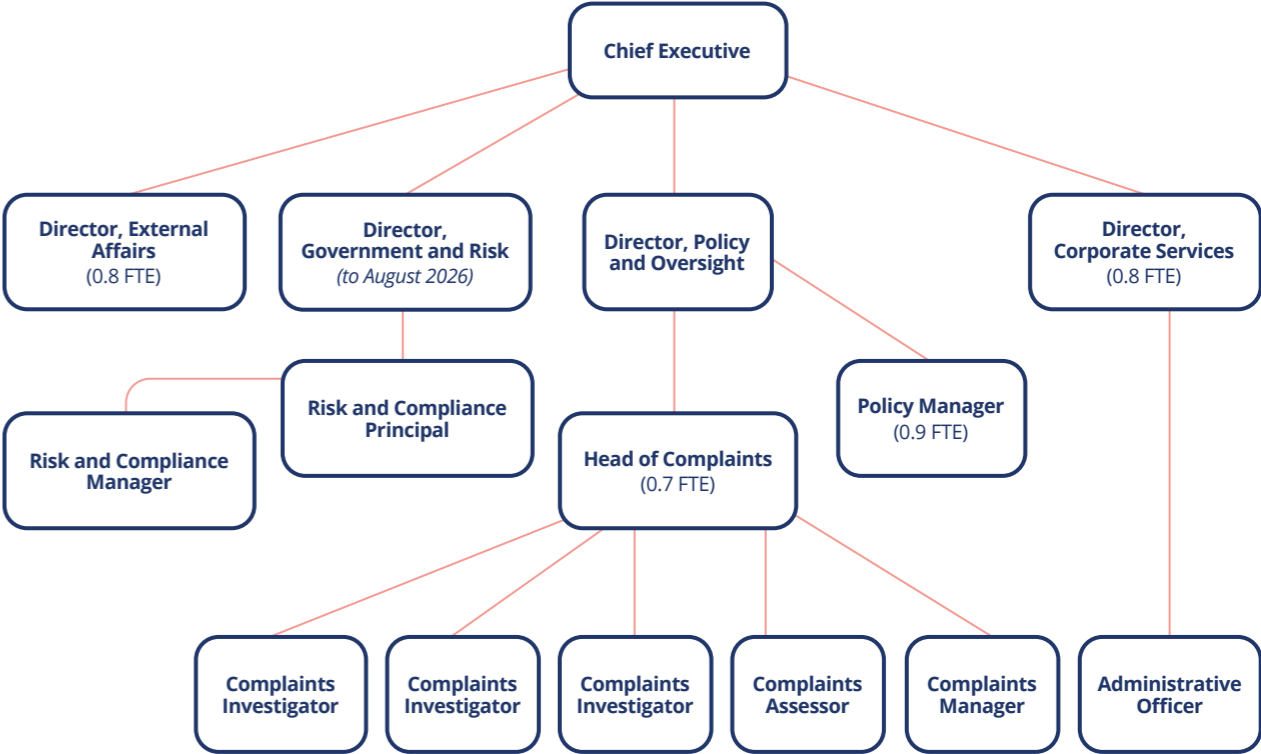 Chief Executive
Director, External
Affairs
(0.8 FTE)
Director,
Government and Risk
(to August 2026)
Director, Policy
and Oversight
Director,
Corporate Services
(0.8 FTE)
Risk and Compliance
Principal
Policy Manager
(0.9 FTE)
Risk and Compliance
Manager
Head of Complaints
(0.7 FTE)
Complaints
Investigator
Complaints
Investigator
Complaints
Investigator
Complaints
Assessor
Complaints
Manager
Administrative
Officer